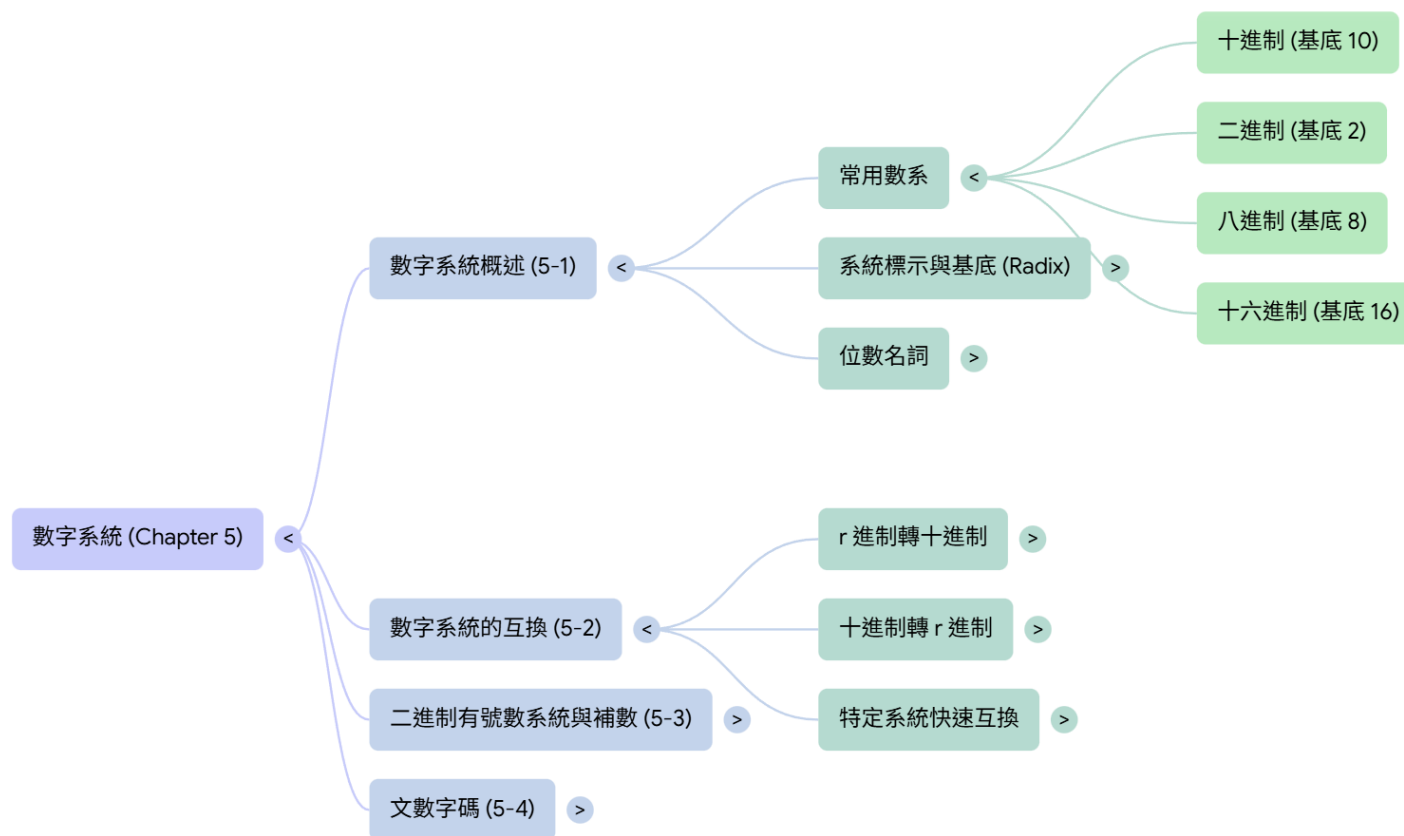 數字系統 (Chapter 5)
<
數字系統概述 (5-1)
<
常用數系
<
十進制 (基底 10)
二進制 (基底 2)
八進制 (基底 8)
十六進制 (基底 16)
系統標示與基底 (Radix)
>
位數名詞
>
數字系統的互換 (5-2)
<
r 進制轉十進制
>
十進制轉 r 進制
>
特定系統快速互換
>
二進制有號數系統與補數 (5-3)
>
文數字碼 (5-4)
>